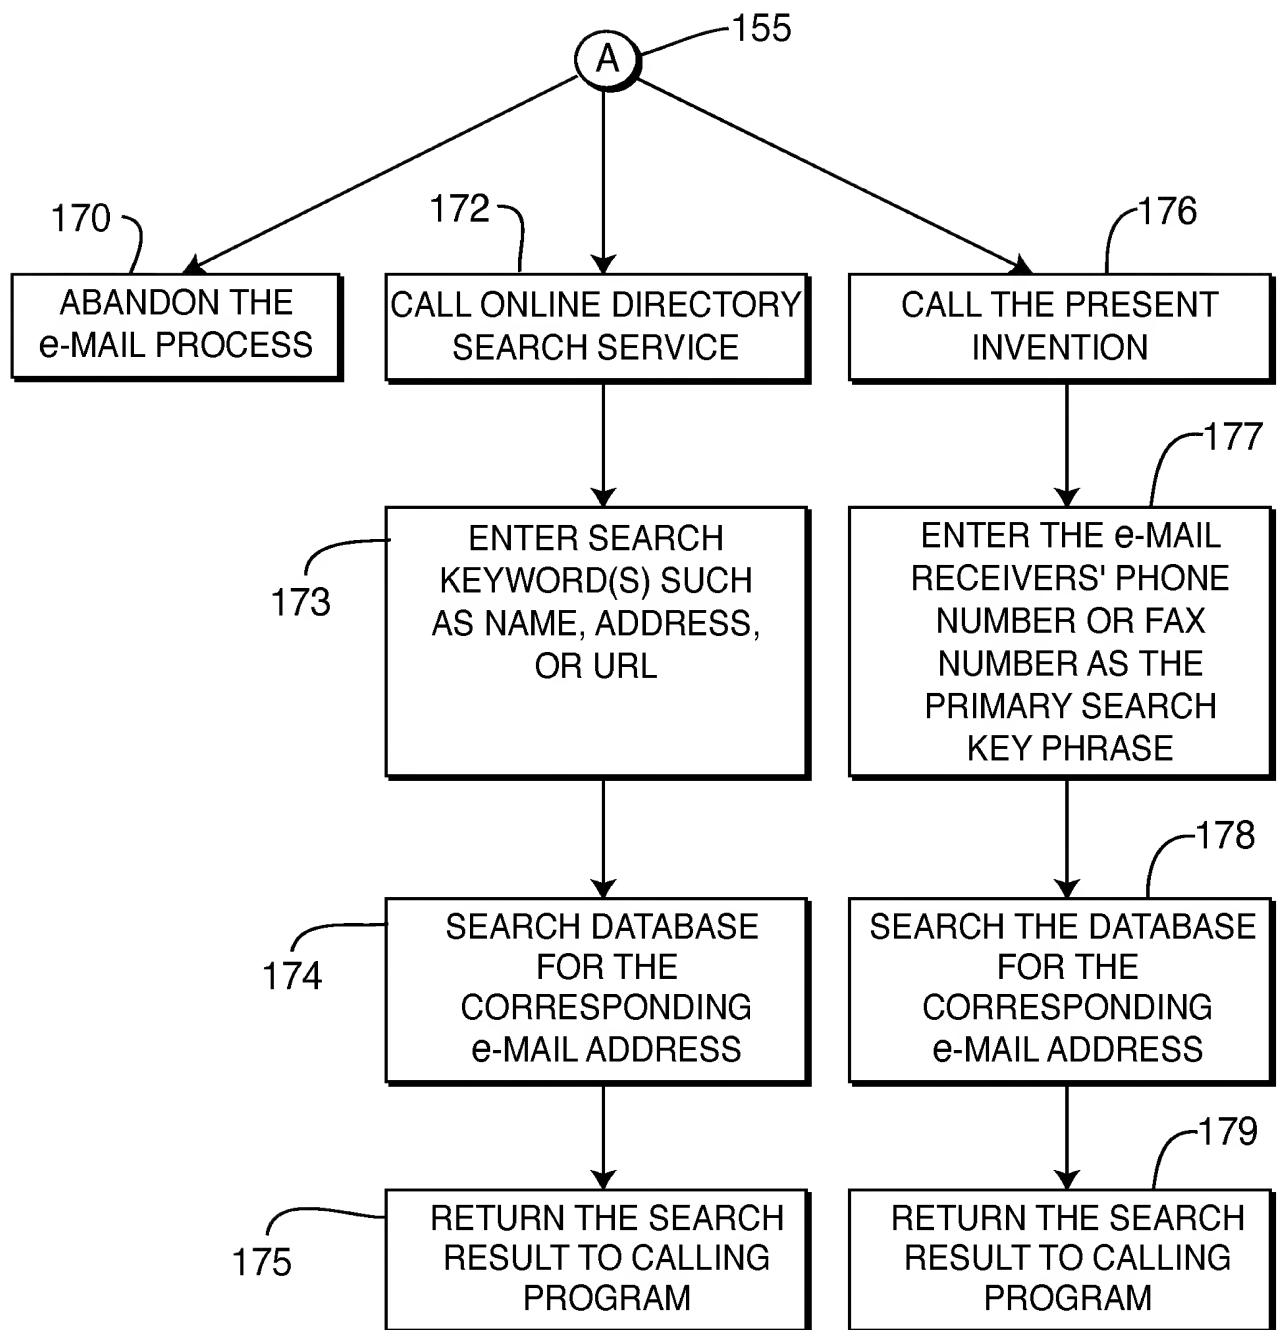 A
155
170
172
176
ABANDON THE
e-MAIL PROCESS
CALL ONLINE DIRECTORY
SEARCH SERVICE
CALL THE PRESENT
INVENTION
177
173
ENTER SEARCH
KEYWORD(S) SUCH
AS NAME, ADDRESS,
OR URL
ENTER THE e-MAIL
RECEIVERS' PHONE
NUMBER OR FAX
NUMBER AS THE
PRIMARY SEARCH
KEY PHRASE
178
174
SEARCH DATABASE
FOR THE
CORRESPONDING
e-MAIL ADDRESS
SEARCH THE DATABASE
FOR THE
CORRESPONDING
e-MAIL ADDRESS
179
175
RETURN THE SEARCH
RESULT TO CALLING
PROGRAM
RETURN THE SEARCH
RESULT TO CALLING
PROGRAM